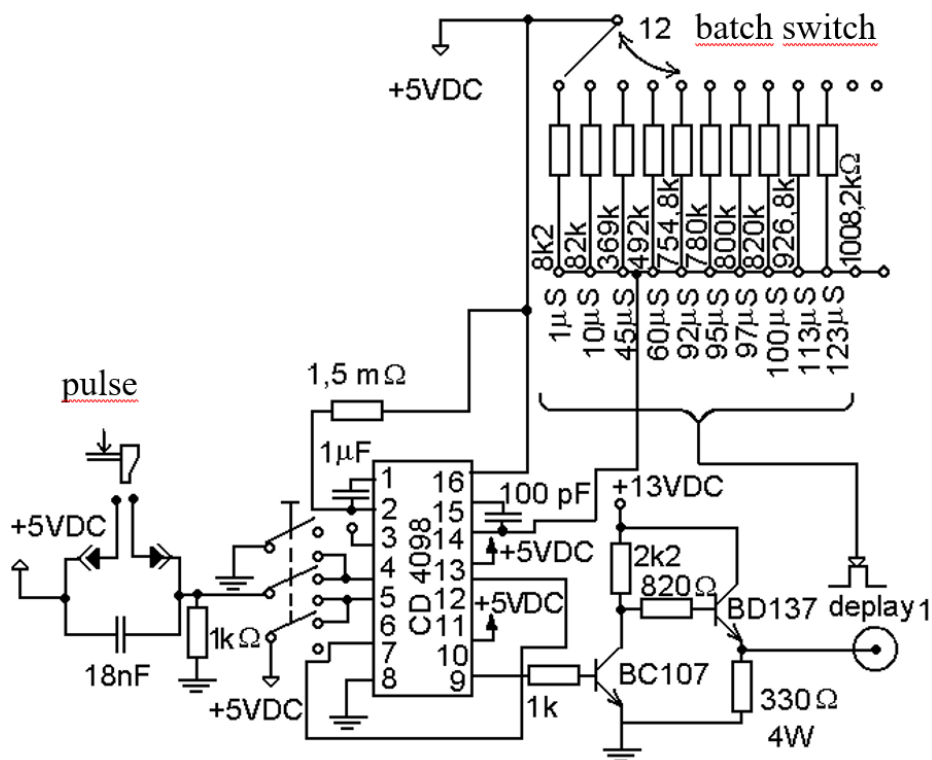 12 batch switch
+5VDC
8k2
82k
369k
492k
754,8k
780k
800k
820k
926,8k
1008,2kΩ
1µS
10µS
45µS
60µS
92µS
95µS
97µS
100µS
113µS
123µS
1,5 mΩ
pulse
1µF
1
2
3
4
5
6
7
8
CD 4098
16
15
14
13
12
11
10
9
100 pF
+5VDC
+5VDC
+13VDC
2k2
820Ω
BD137
deplay1
+5VDC
18nF
1kΩ
+5VDC
1k
BC107
330Ω
4W